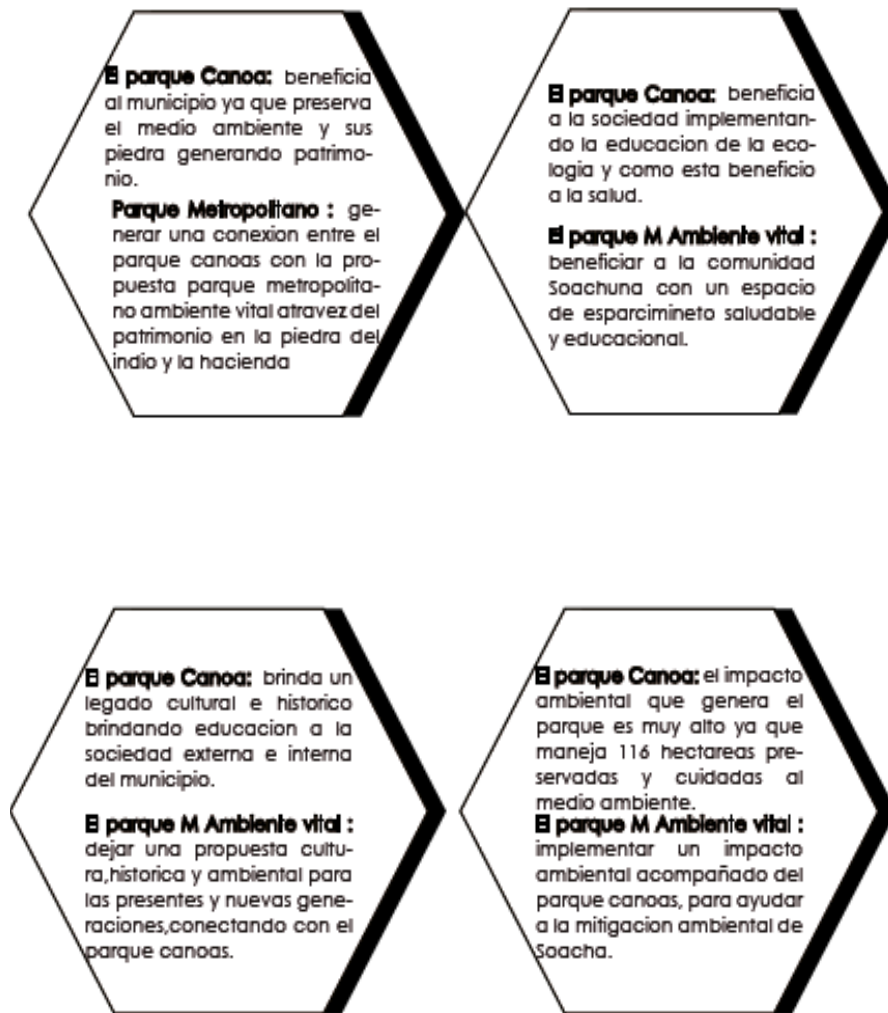 El parque Canoa: beneficia
al municipio ya que preserva
el medio ambiente y sus
piedra generando patrimo-
nio.
Parque Metropolitano : ge-
nerar una conexion entre el
parque canoas con la pro-
puesta parque metropolita-
no ambiente vital atravez del
patrimonio en la piedra del
indio y la hacienda
El parque Canoa: beneficia
a la sociedad implementan-
do la educacion de la eco-
logia y como esta beneficio
a la salud.
El parque M Ambiente vital :
beneficiar a la comunidad
Soachuna con un espacio
de esparcimineto saludable
y educacional.
El parque Canoa: brinda un
legado cultural e historico
brindando educacion a la
sociedad externa e interna
del municipio.
El parque M Ambiente vital :
dejar una propuesta cultu-
ra,historica y ambiental para
las presentes y nuevas gene-
raciones,conectando con el
parque canoas.
El parque Canoa: el impacto
ambiental que genera el
parque es muy alto ya que
maneja 116 hectareas pre-
servadas y cuidadas al
medio ambiente.
El parque M Ambiente vital :
implementar un impacto
ambiental acompañado del
parque canoas, para ayudar
a la mitigacion ambiental de
Soacha.